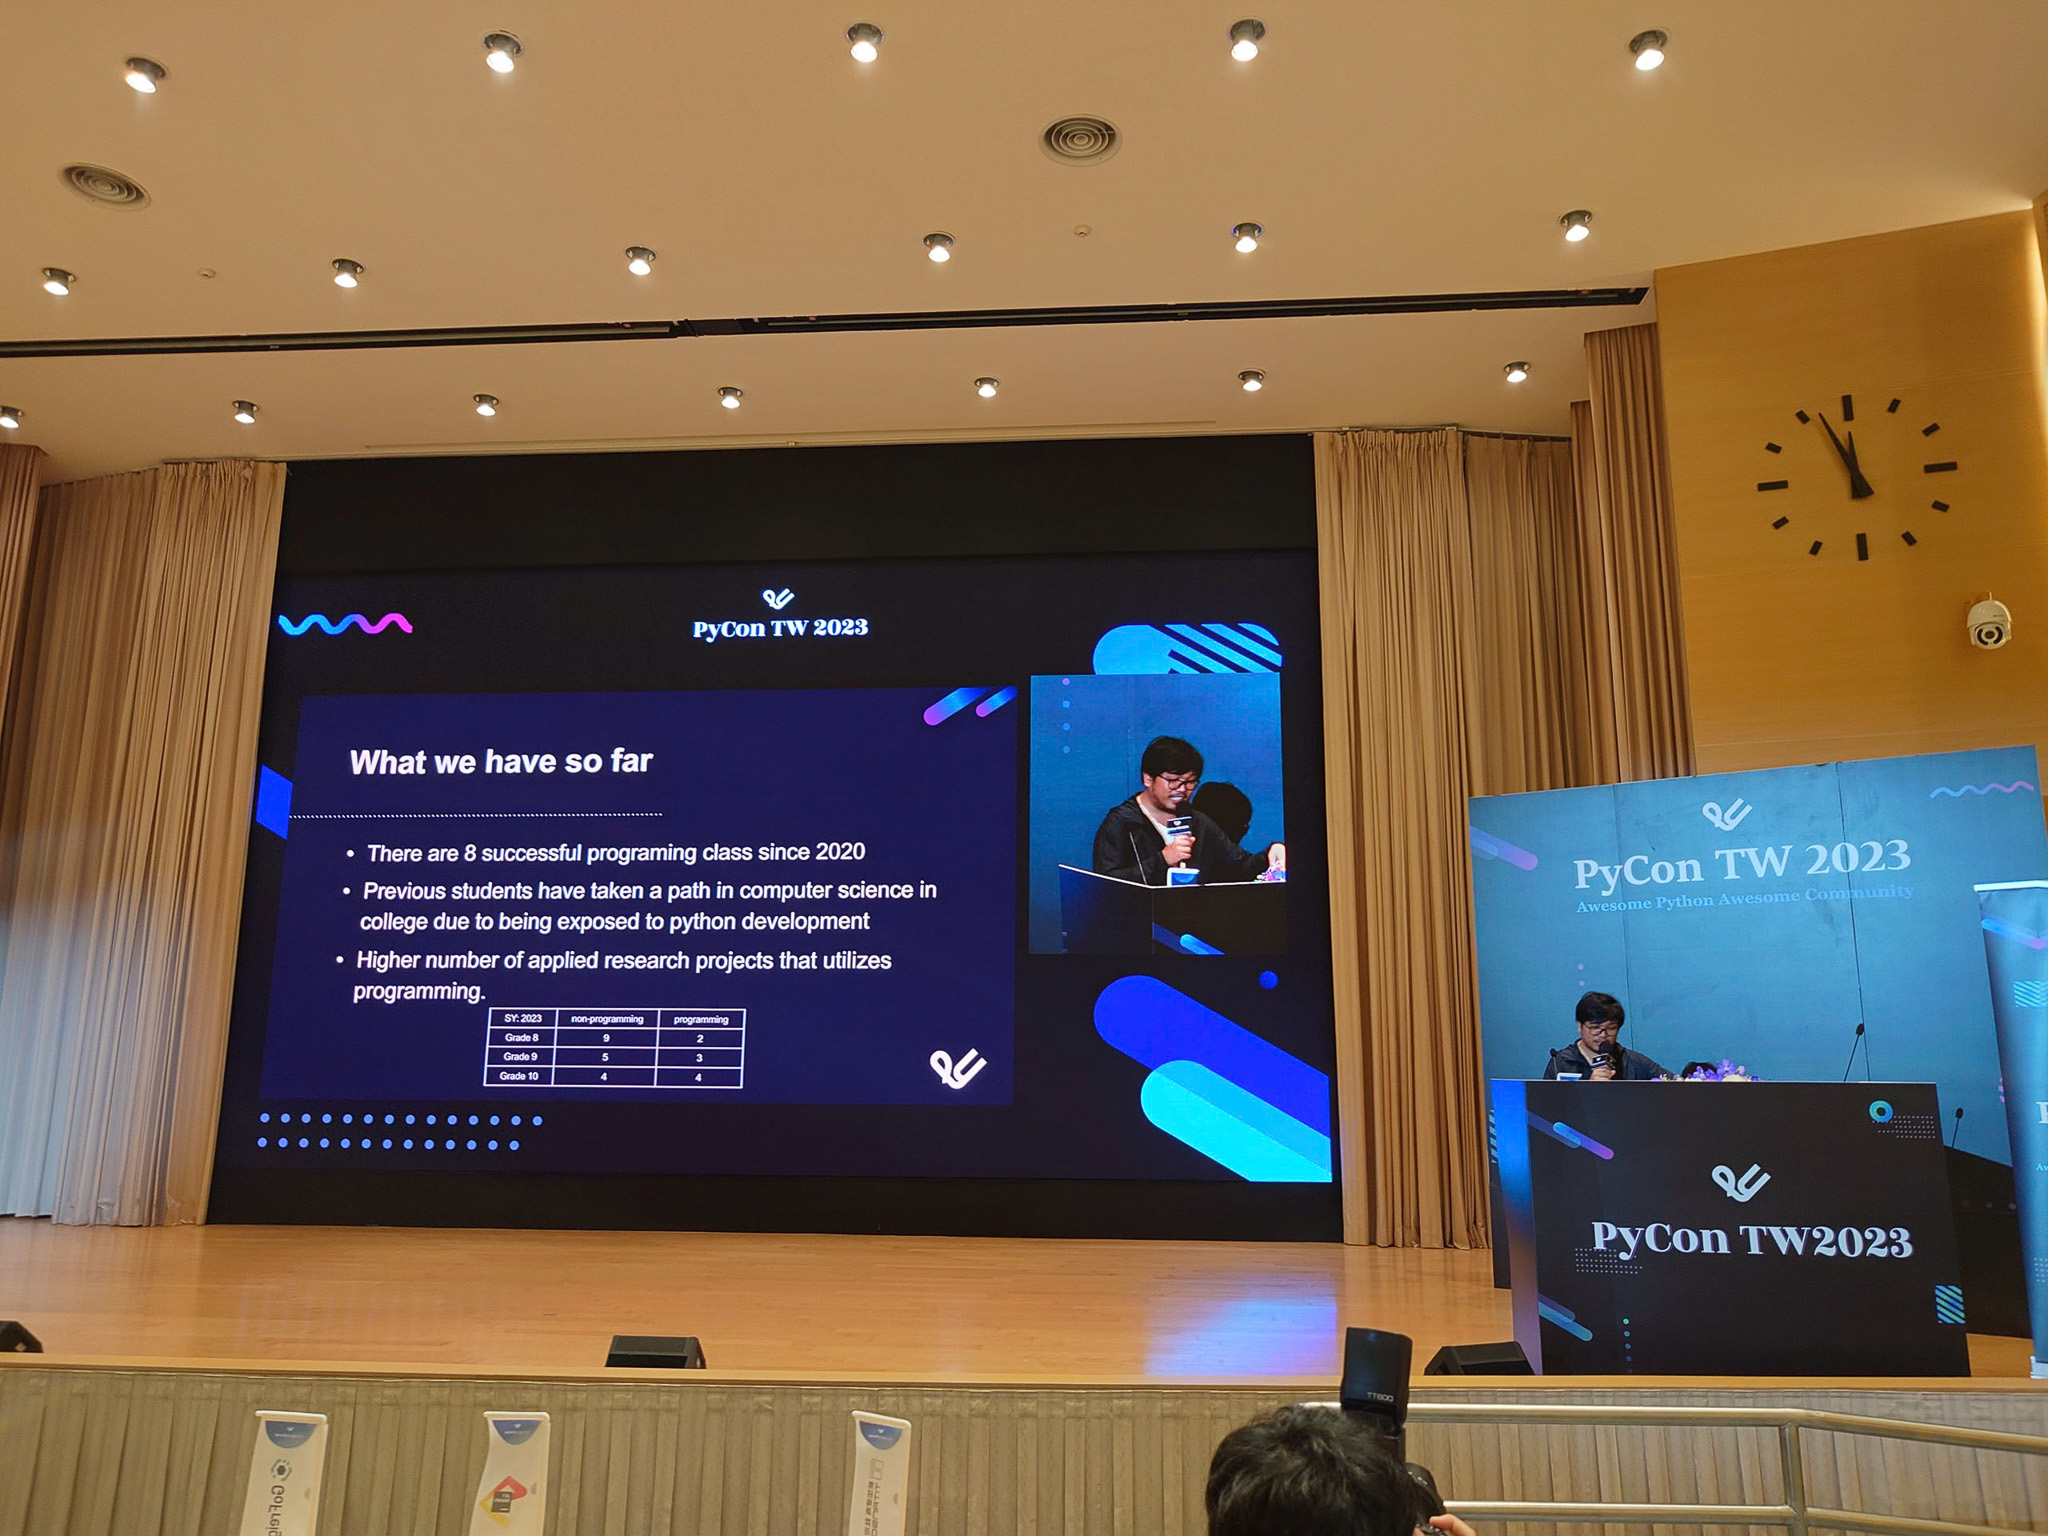 PyCon TW 2023
What we have so far
• There are 8 successful programing class since 2020
• Previous students have taken a path in computer science in
college due to being exposed to python development
• Higher number of applied research projects that utilizes
programming.
SY: 2023 non-programming programming
Grade 8 9 2
Grade 9 5 3
Grade 10 4 4
PyCon TW 2023
Awesome Python Awesome Community
PyCon TW2023
TT600